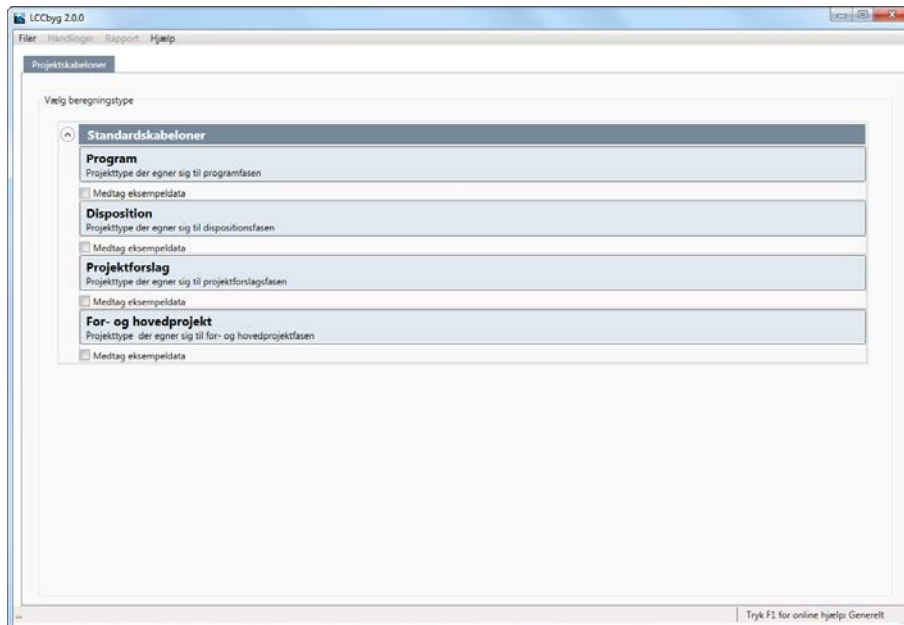 LCCbyg 2.0.0
Filer Handlinger Rapport Hjælp
Projektskabeloner
Vælg beregningstype
Standardskabeloner
Program
Projekttype der egner sig til programfasen
Medtag eksempeldata
Disposition
Projekttype der egner sig til dispositionsfasen
Medtag eksempeldata
Projektforslag
Projekttype der egner sig til projektforslagsfasen
Medtag eksempeldata
For- og hovedprojekt
Projekttype der egner sig til for- og hovedprojektfasen
Medtag eksempeldata
Tryk F1 for online hjælp: Generelt